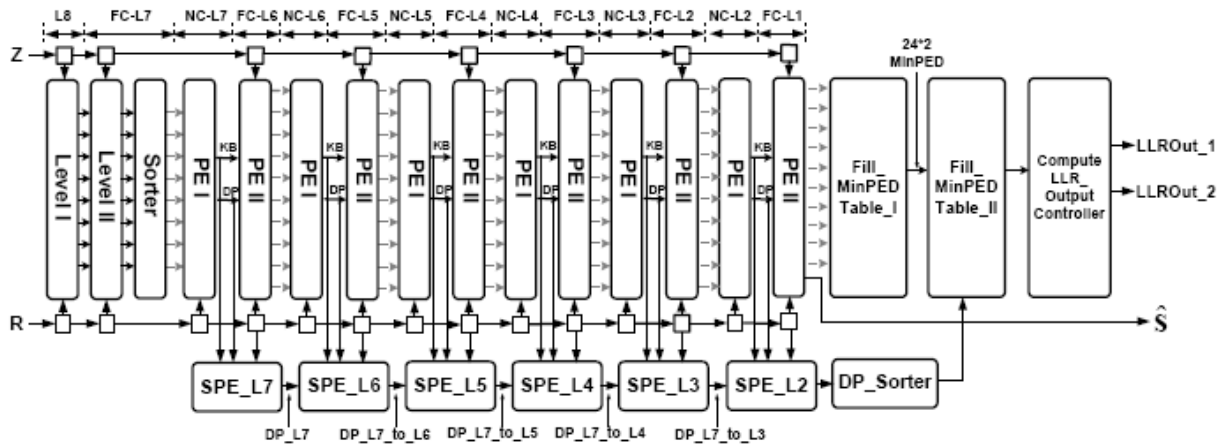 L8 FC-L7 NC-L7 FC-L6 NC-L6 FC-L5 NC-L5 FC-L4 NC-L4 FC-L3 NC-L3 FC-L2 NC-L2 FC-L1
Z
24*2
MinPED
Level I
Level II
Sorter
PE I
KB
DP
PE II
PE I
KB
DP
PE II
PE I
KB
DP
PE II
PE I
KB
DP
PE II
PE I
KB
DP
PE II
PE I
KB
DP
PE II
Fill_
MinPED
Table_I
Fill_
MinPED
Table_II
Compute
LLR_
Output
Controller
LLROut_1
LLROut_2
R
Ŝ
SPE_L7 SPE_L6 SPE_L5 SPE_L4 SPE_L3 SPE_L2 DP_Sorter
DP_L7 DP_L7_to_L6 DP_L7_to_L5 DP_L7_to_L4 DP_L7_to_L3